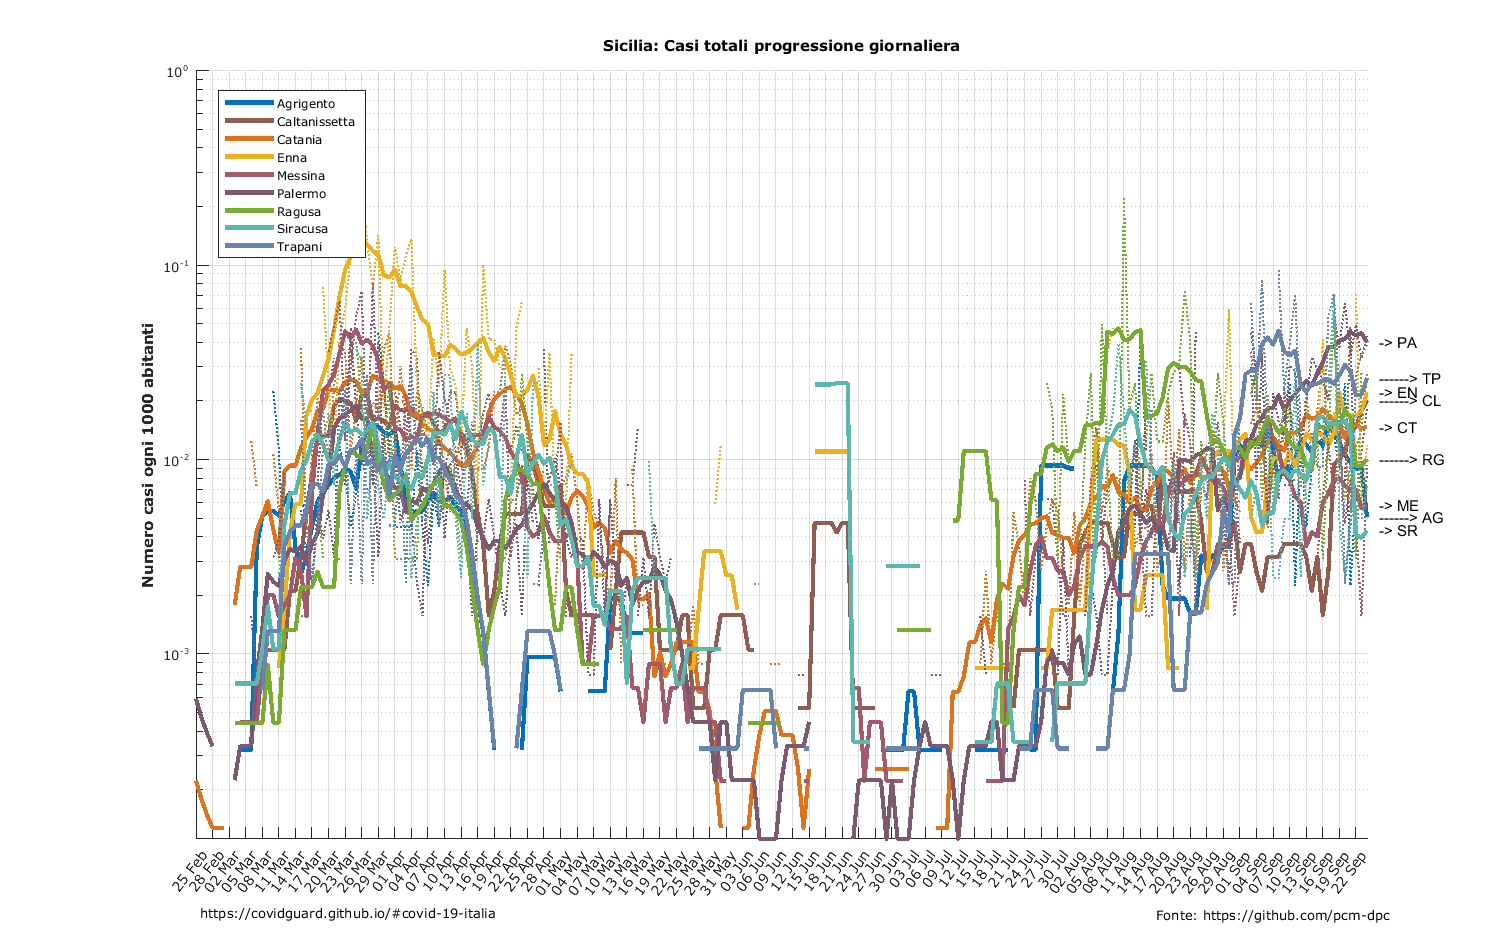 Sicilia: Casi totali progressione giornaliera
Numero casi ogni 1000 abitanti
10^0
10^-1
10^-2
10^-3
Agrigento
Caltanissetta
Catania
Enna
Messina
Palermo
Ragusa
Siracusa
Trapani
-> PA
------> TP
-> EN
------> CL
-> CT
------> RG
-> ME
------> AG
-> SR
25 Feb
28 Feb
02 Mar
05 Mar
08 Mar
11 Mar
14 Mar
17 Mar
20 Mar
23 Mar
26 Mar
29 Mar
01 Apr
04 Apr
07 Apr
10 Apr
13 Apr
16 Apr
19 Apr
22 Apr
25 Apr
28 Apr
01 May
04 May
07 May
10 May
13 May
16 May
19 May
22 May
25 May
28 May
31 May
03 Jun
06 Jun
09 Jun
12 Jun
15 Jun
18 Jun
21 Jun
24 Jun
27 Jun
30 Jun
03 Jul
06 Jul
09 Jul
12 Jul
15 Jul
18 Jul
21 Jul
24 Jul
27 Jul
30 Jul
02 Aug
05 Aug
08 Aug
11 Aug
14 Aug
17 Aug
20 Aug
23 Aug
26 Aug
29 Aug
01 Sep
04 Sep
07 Sep
10 Sep
13 Sep
16 Sep
19 Sep
22 Sep
https://covidguard.github.io/#covid-19-italia
Fonte: https://github.com/pcm-dpc